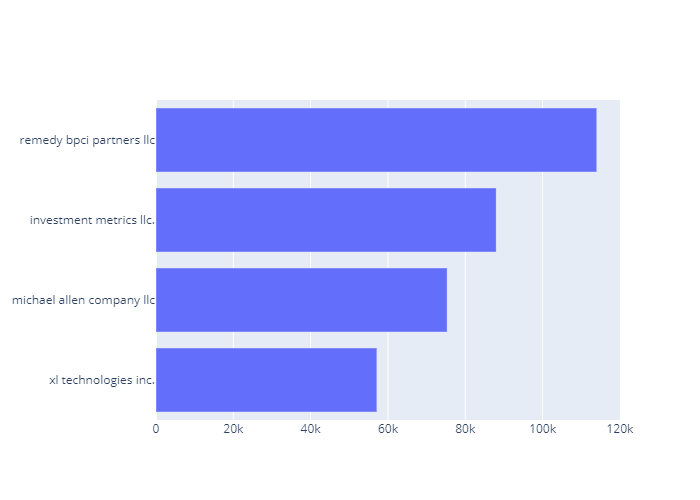 remedy bpci partners llc
investment metrics llc.
michael allen company llc
xl technologies inc.
0 20k 40k 60k 80k 100k 120k